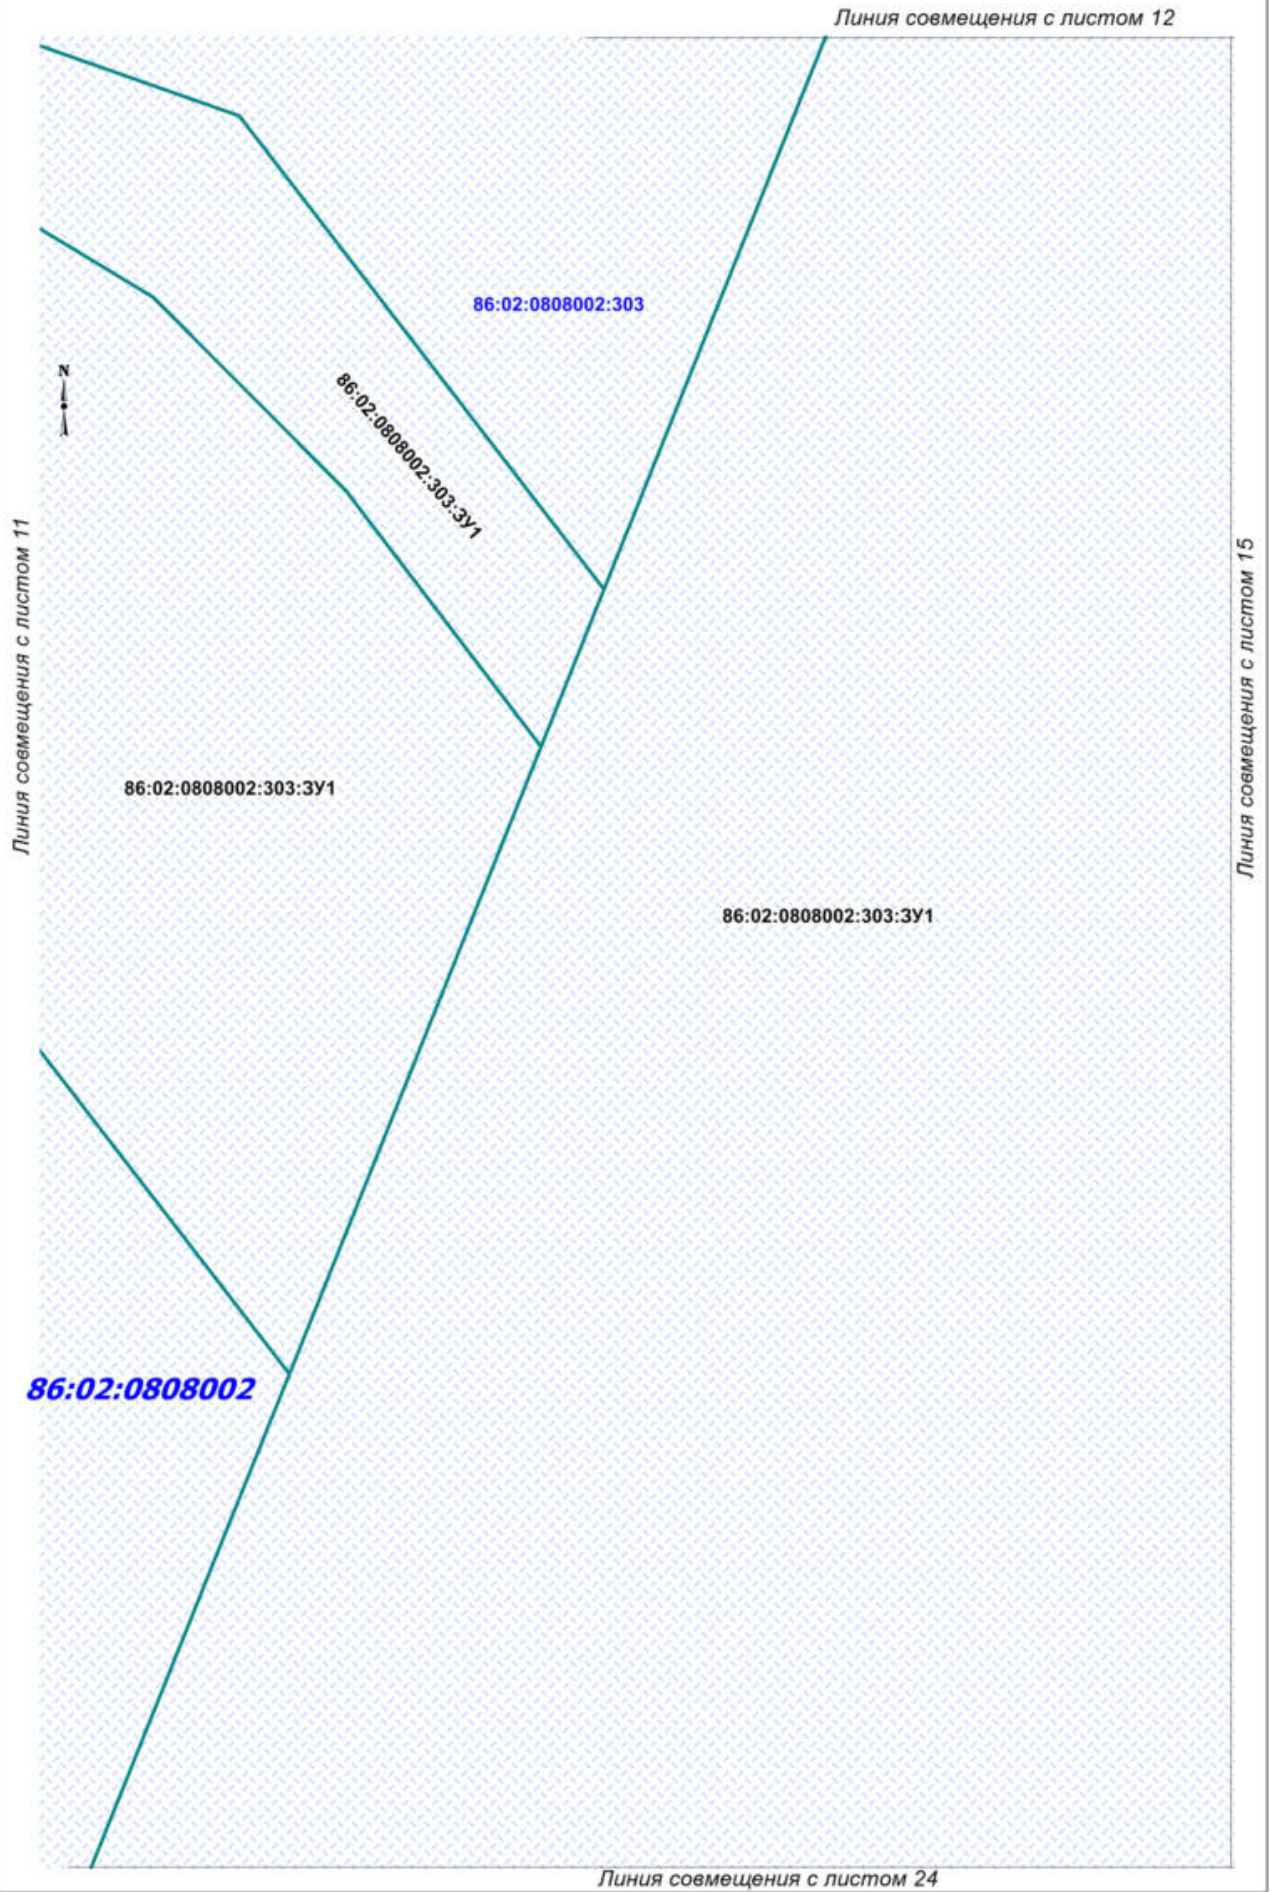 Линия совмещения с листом 12
86:02:0808002:303
N
86:02:0808002:303:ЗУ1
Линия совмещения с листом 11
Линия совмещения с листом 15
86:02:0808002:303:ЗУ1
86:02:0808002:303:ЗУ1
86:02:0808002
Линия совмещения с листом 24